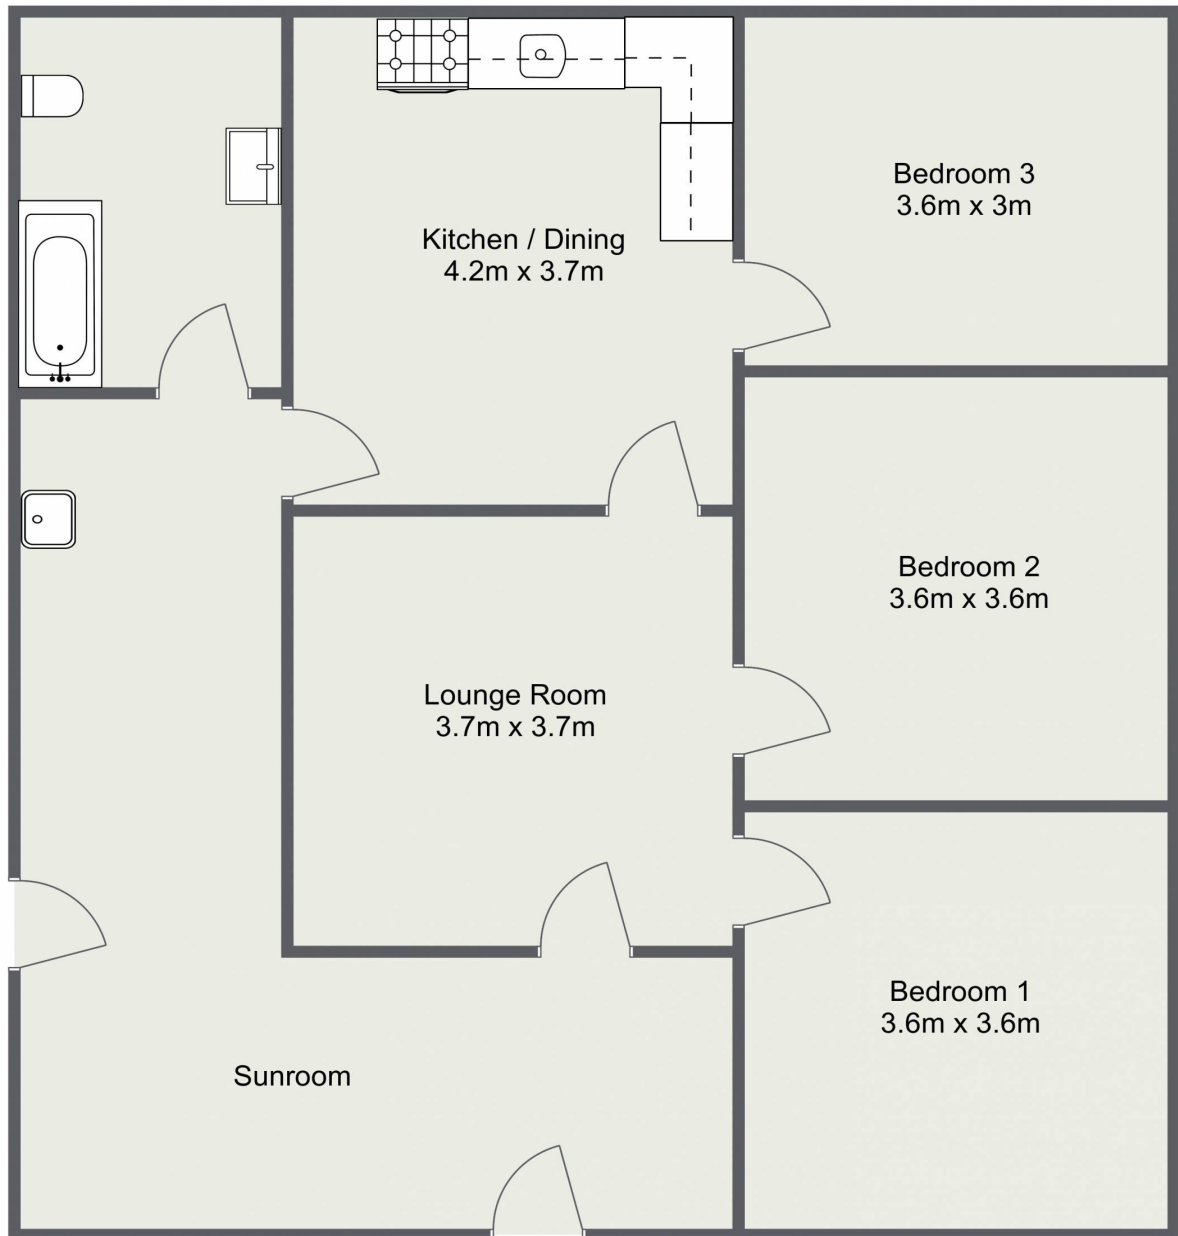 Bedroom 3
3.6m x 3m
Kitchen / Dining
4.2m x 3.7m
Bedroom 2
3.6m x 3.6m
Lounge Room
3.7m x 3.7m
Bedroom 1
3.6m x 3.6m
Sunroom